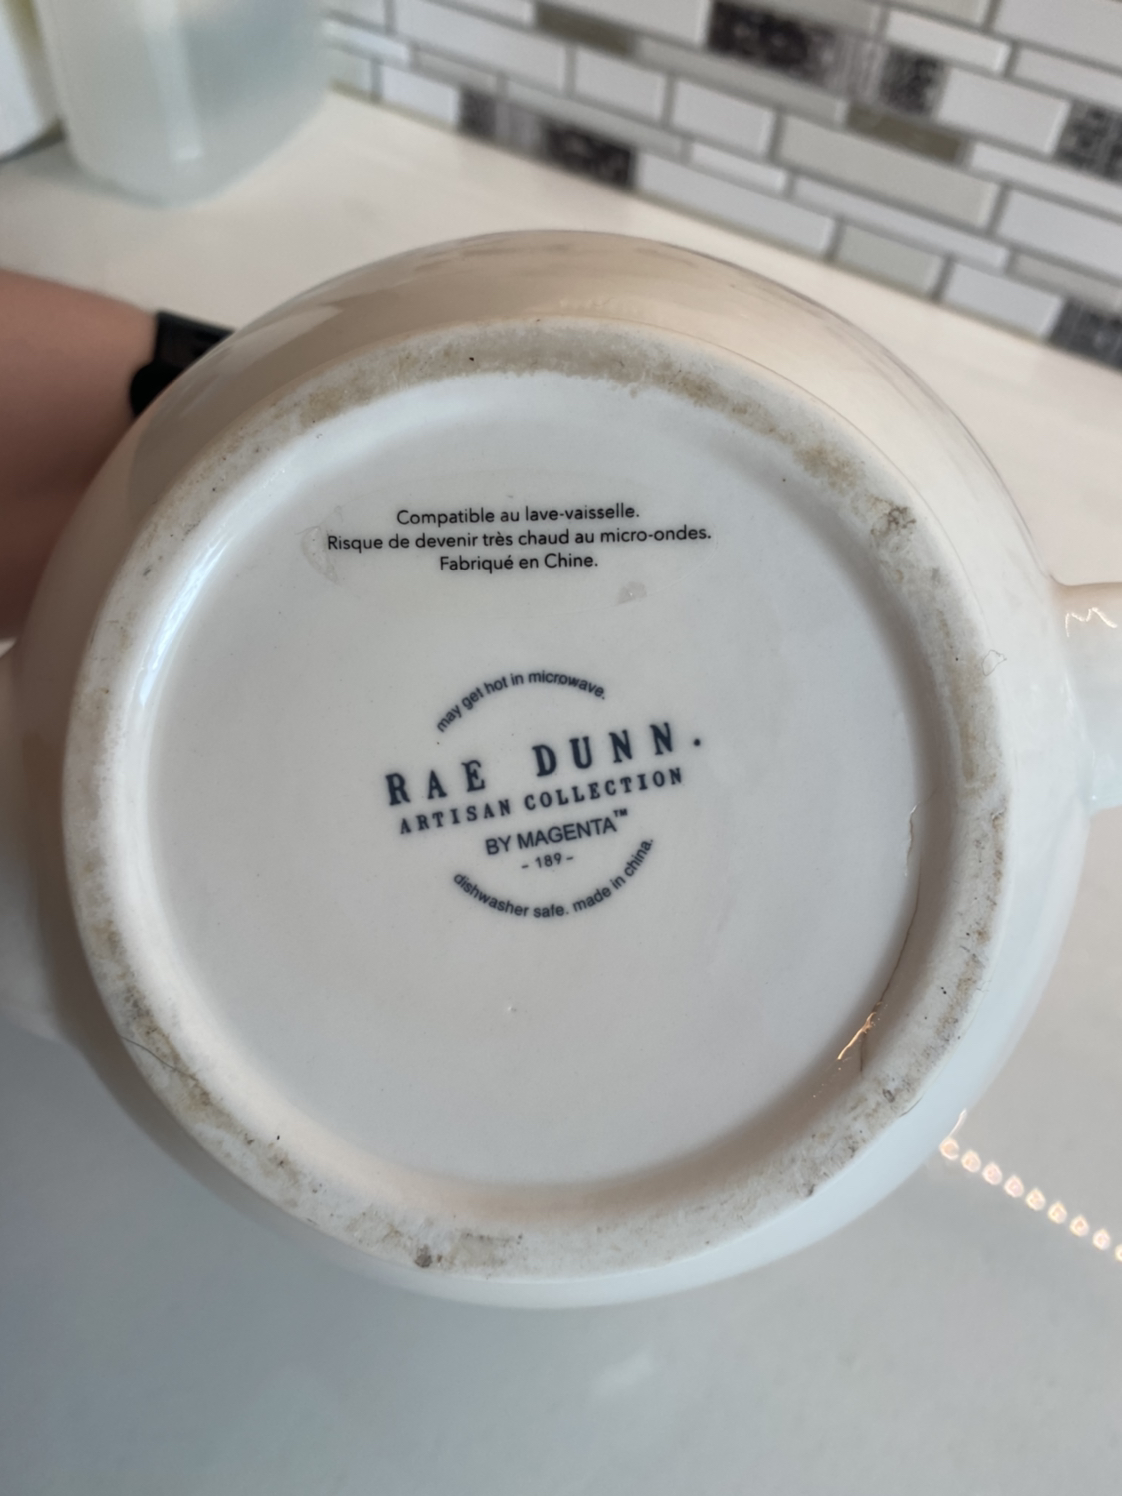 Compatible au lave-vaisselle.
Risque de devenir très chaud au micro-ondes.
Fabriqué en Chine.
may get hot in microwave.
RAE DUNN.
ARTISAN COLLECTION
BY MAGENTA™
- 189 -
dishwasher safe. made in china.